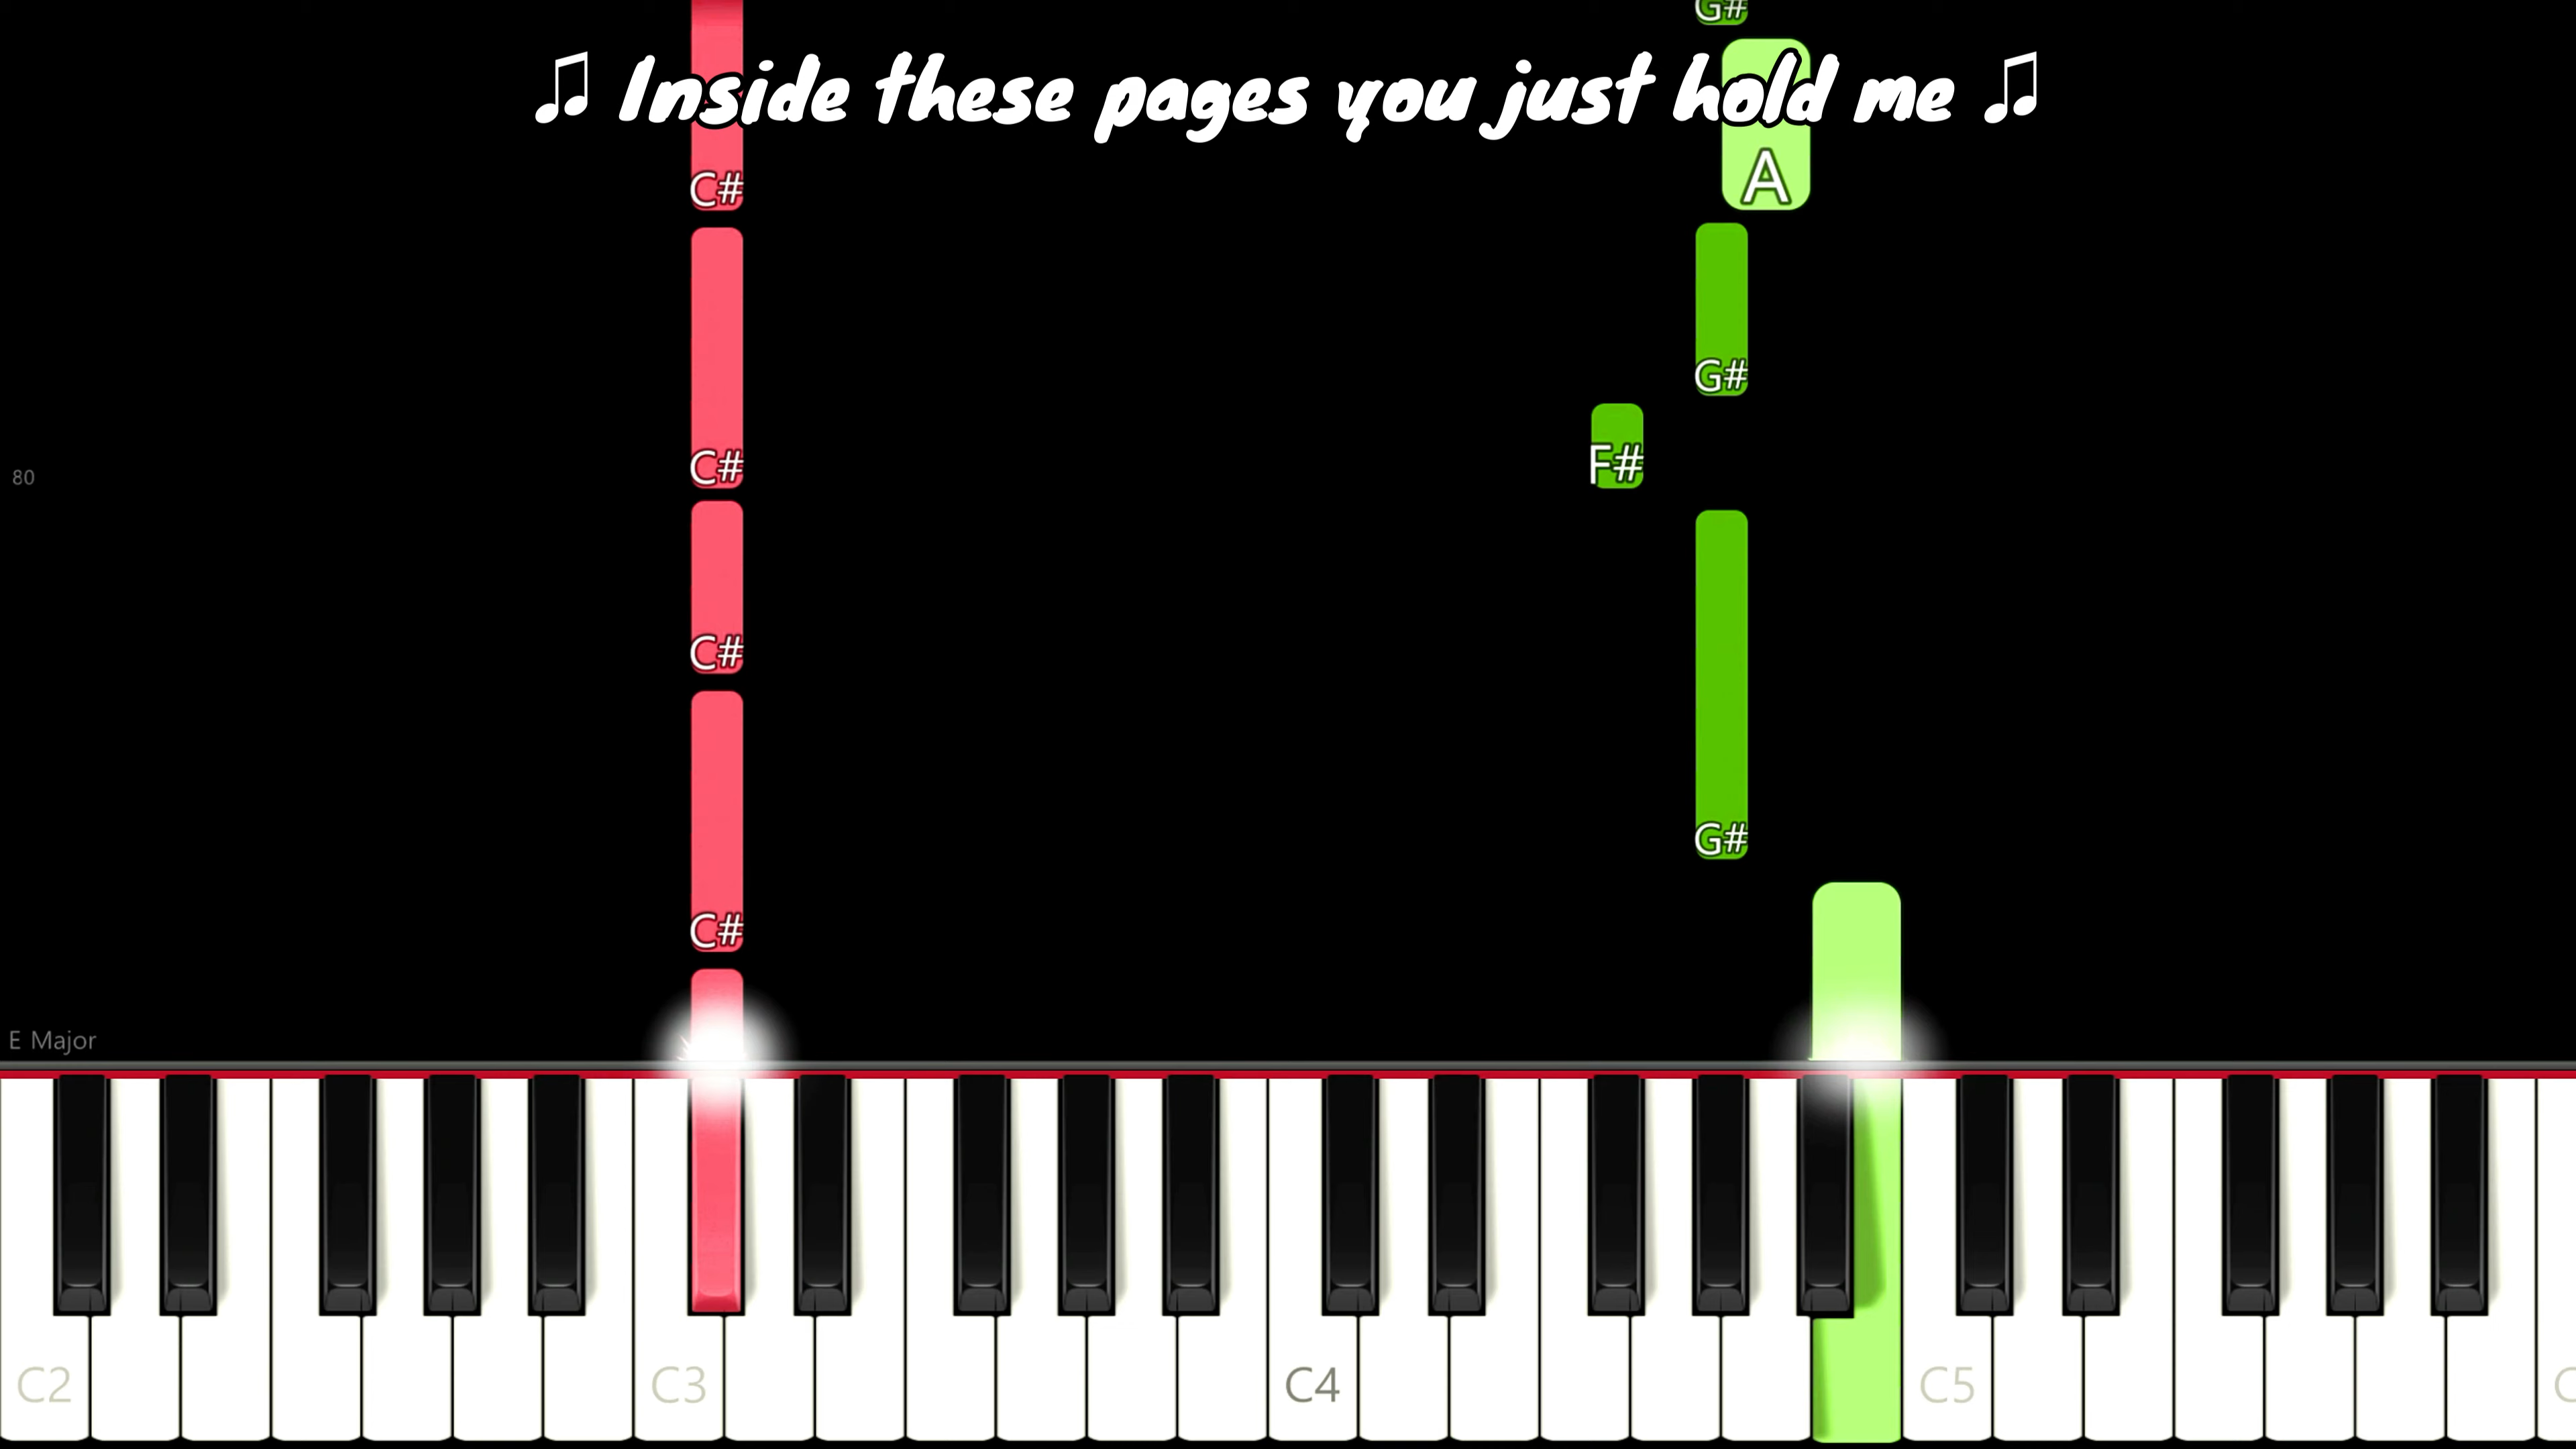 G#
♫ Inside these pages you just hold me ♫
C#
A
G#
C#
F#
80
C#
G#
C#
E Major
C2
C3
C4
C5
C